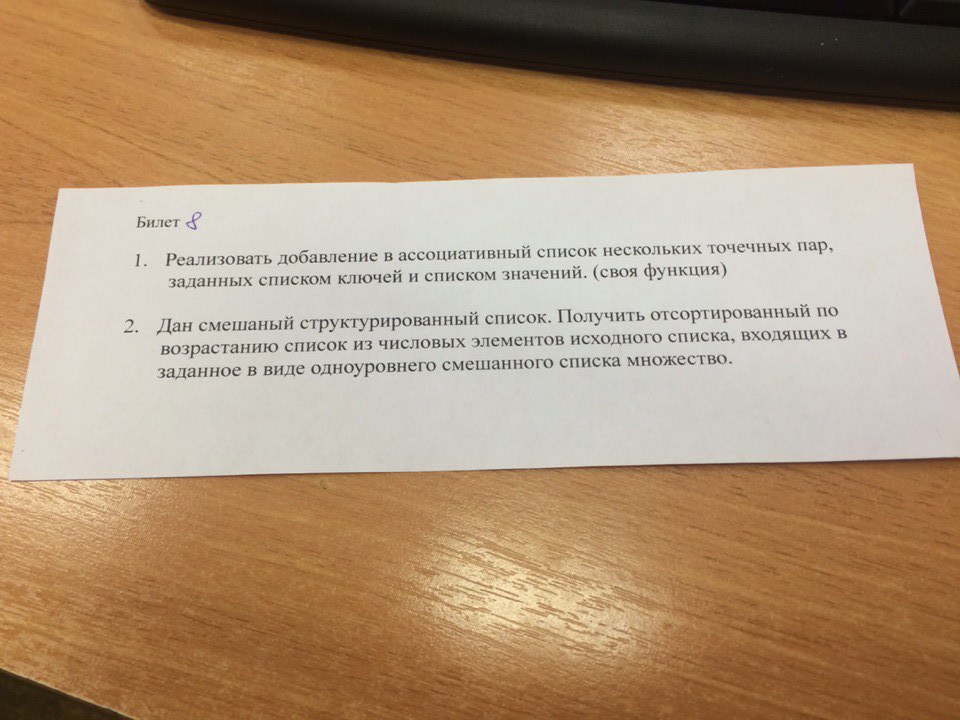 Билет 8
1. Реализовать добавление в ассоциативный список нескольких точечных пар,
заданных списком ключей и списком значений. (своя функция)
2. Дан смешаный структурированный список. Получить отсортированный по
возрастанию список из числовых элементов исходного списка, входящих в
заданное в виде одноуровнего смешанного списка множество.